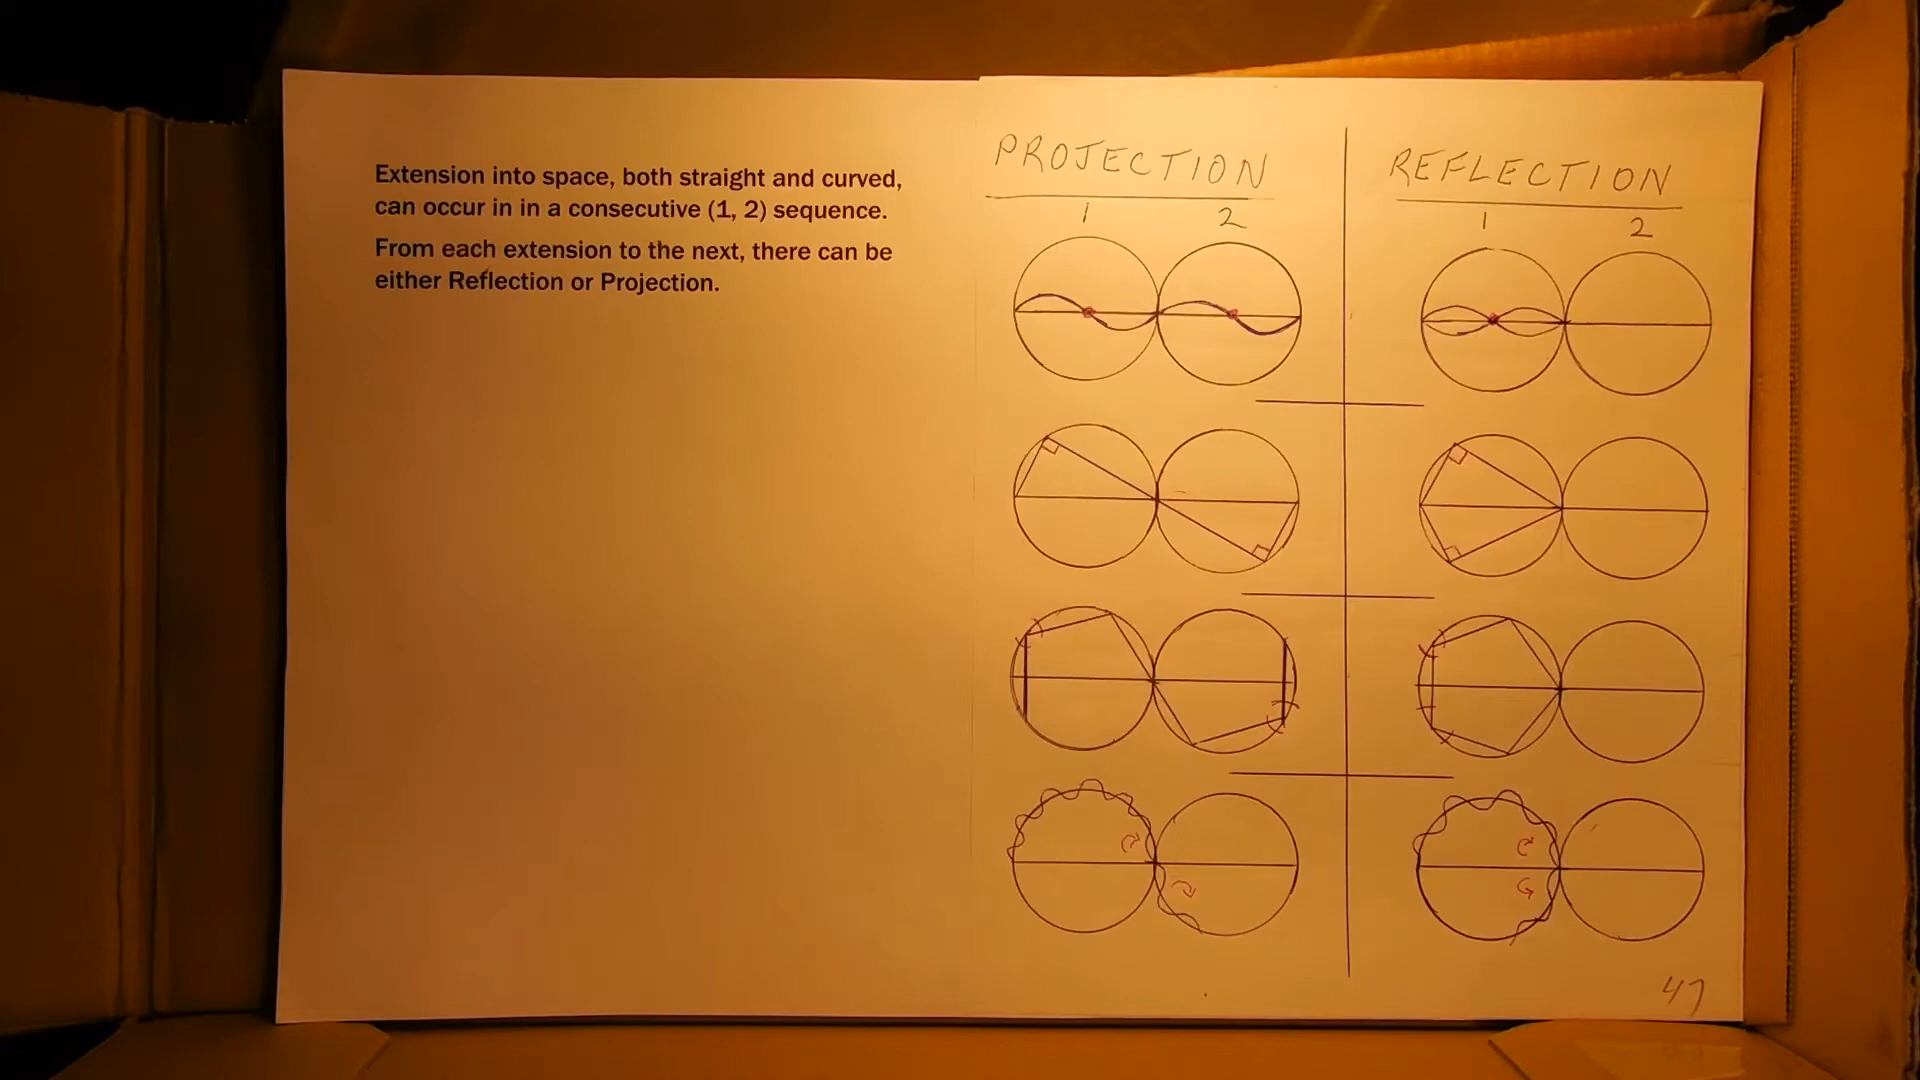 Extension into space, both straight and curved,
can occur in in a consecutive (1, 2) sequence.
From each extension to the next, there can be
either Reflection or Projection.
PROJECTION
1 2
REFLECTION
1 2
47